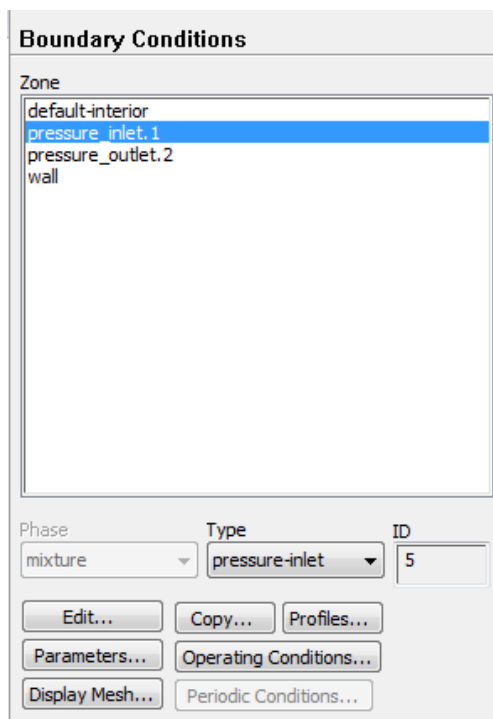 Boundary Conditions
Zone
default-interior
pressure_inlet.1
pressure_outlet.2
wall
Phase Type ID
mixture pressure-inlet 5
Edit... Copy... Profiles...
Parameters... Operating Conditions...
Display Mesh... Periodic Conditions...